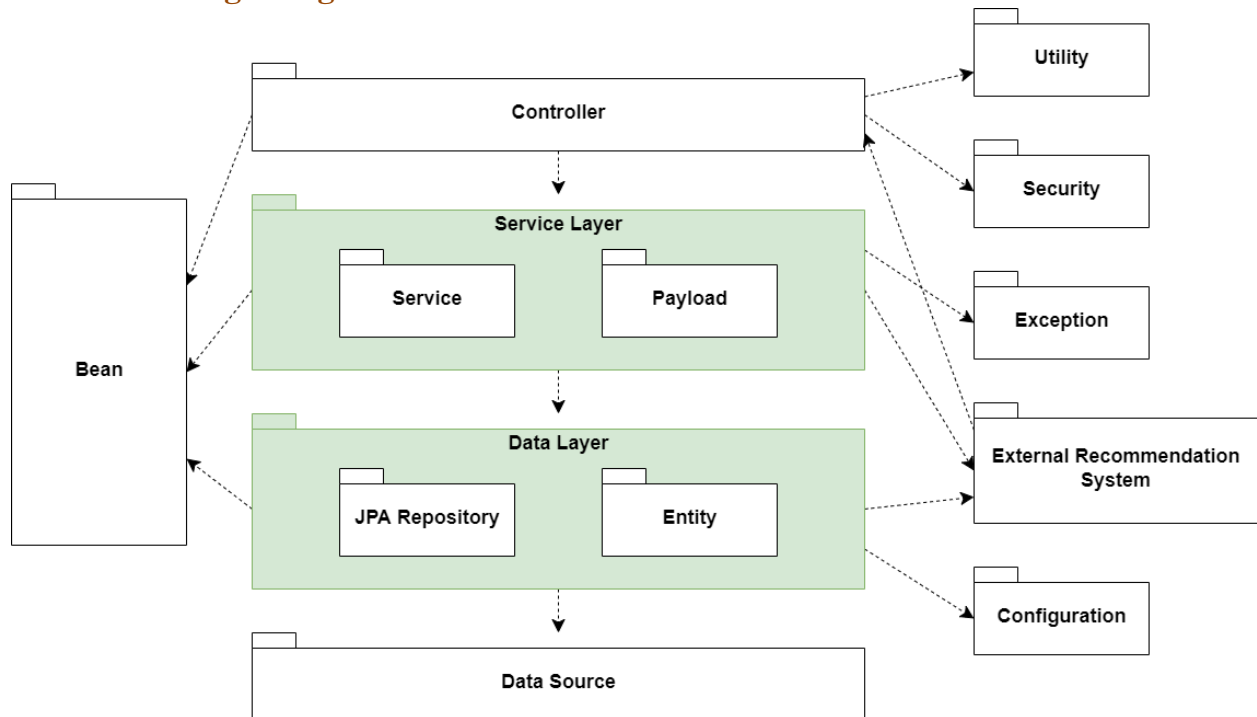 Utility
Controller
Security
Service Layer
Service
Payload
Exception
Bean
Data Layer
External Recommendation
System
JPA Repository
Entity
Configuration
Data Source